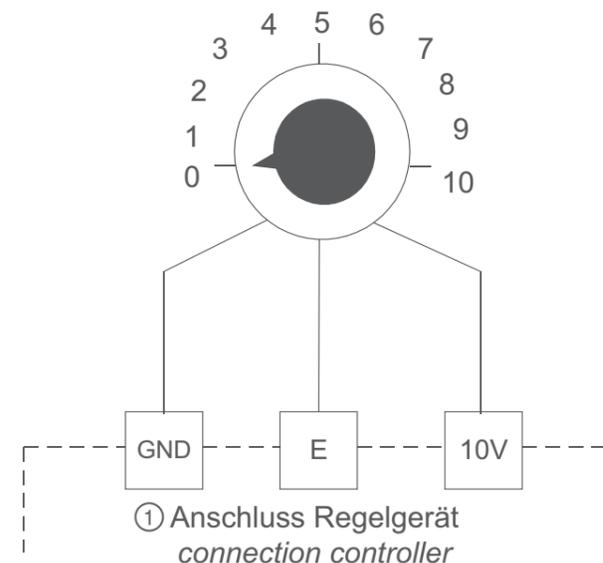 4 5 6
3 7
2 8
1 9
0 10
GND E 10V
① Anschluss Regelgerät
connection controller